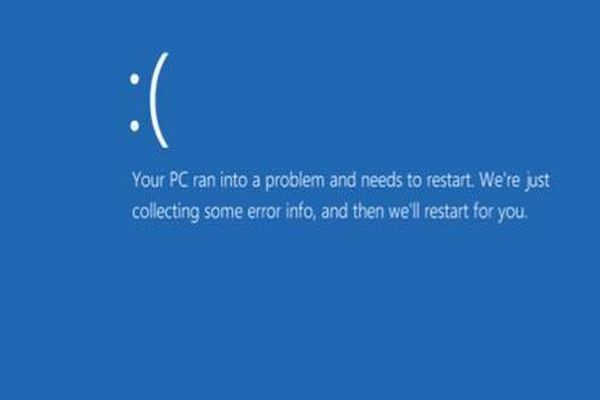 :(
Your PC ran into a problem and needs to restart. We're just
collecting some error info, and then we'll restart for you.